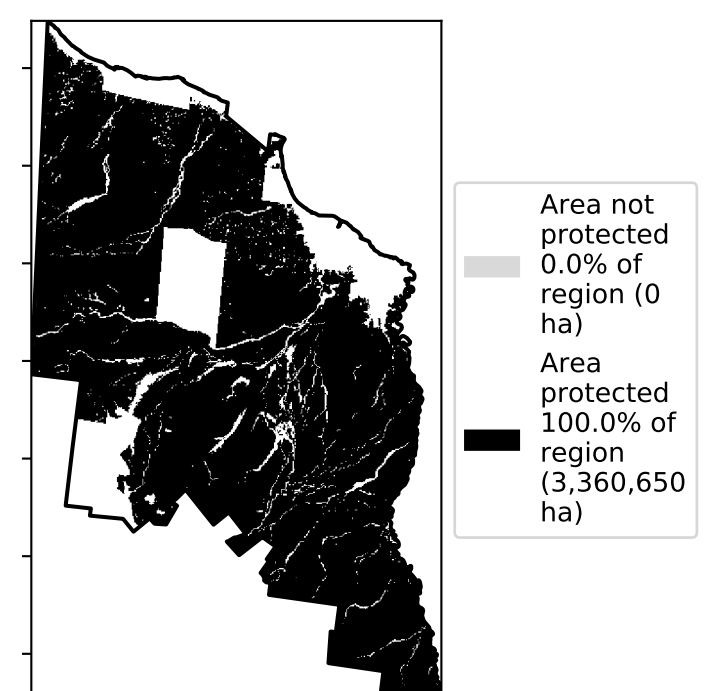 Area not
protected
0.0% of
region (0
ha)
Area
protected
100.0% of
region
(3,360,650
ha)